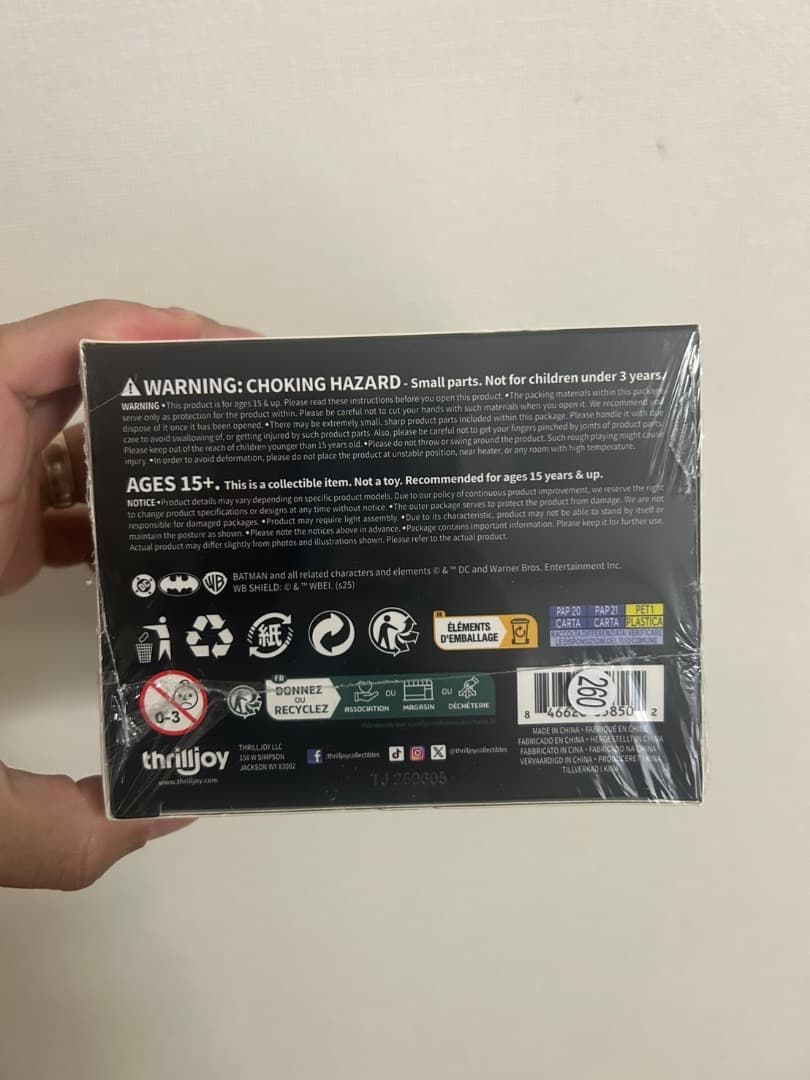 WARNING: CHOKING HAZARD - Small parts. Not for children under 3 years.
WARNING •This product is for ages 15 & up. Please read these instructions before you open this product. •The packing materials within this package
serve only as protection for the product within. Please be careful not to cut your hands with such materials when you open it. We recommend you
dispose of it once it has been opened. •There may be extremely small, sharp product parts included within this package. Please handle it with due
care to avoid swallowing of, or getting injured by such product parts. Also, please be careful not to get your fingers pinched by joints of product parts.
Please keep out of the reach of children younger than 15 years old. •Please do not throw or swing around the product. Such rough playing might cause
injury. •In order to avoid deformation, please do not place the product at unstable position, near heater, or any room with high temperature.
AGES 15+. This is a collectible item. Not a toy. Recommended for ages 15 years & up.
NOTICE •Product details may vary depending on specific product models. Due to our policy of continuous product improvement, we reserve the right
to change product specifications or designs at any time without notice. •The outer package serves to protect the product from damage. We are not
responsible for damaged packages. •Product may require light assembly. •Due to its characteristic, product may not be able to stand by itself or
maintain the posture as shown. •Please note the notices above in advance. •Package contains important information. Please keep it for further use.
Actual product may differ slightly from photos and illustrations shown. Please refer to the actual product.
DC
WB
BATMAN and all related characters and elements © & ™ DC and Warner Bros. Entertainment Inc.
WB SHIELD: © & ™ WBEI. (s25)
紙
FR
ÉLÉMENTS
D'EMBALLAGE
PAP 20 PAP 21 PET1
CARTA CARTA PLASTICA
RACCOLTA DIFFERENZIATA. VERIFICARE
LE DISPOSIZIONI DEL TUO COMUNE
0-3
FR
DONNEZ
OU
RECYCLEZ
OU
OU
ASSOCIATION MAGASIN DÉCHÈTERIE
260
8 46620 850 2
MADE IN CHINA • FABRIQUÉ EN CHINE
FABRICADO EN CHINA • HERGESTELLT IN CHINA
FABBRICATO IN CINA • FABRICADO NA CHINA
VERVAARDIGD IN CHINA • PRODUCERET I KINA
TILLVERKAD I KINA
thrilljoy
www.thrilljoy.com
THRILLJOY LLC
150 W SIMPSON
JACKSON WY 83002
/thrilljoycollectibles
@thrilljoycollectibles
TJ 260605